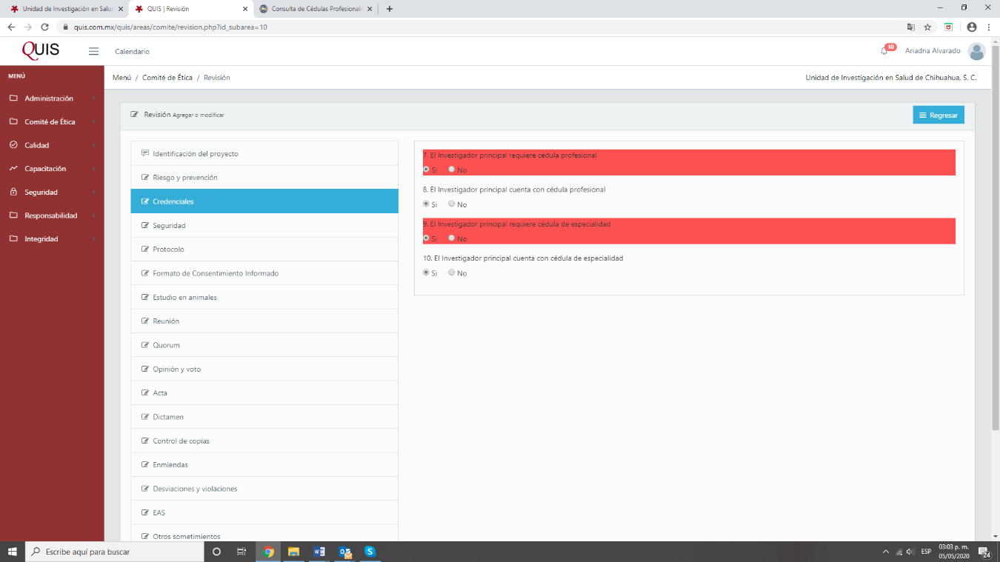 Unidad de Investigación en Salu
QUIS | Revisión
Consulta de Cédulas Profesional
quis.com.mx/quis/areas/comite/revision.php?id_subarea=10
QUIS
Calendario
10
Ariadna Alvarado
MENÚ
Menú / Comité de Ética / Revisión
Unidad de Investigación en Salud de Chihuahua, S. C.
Administración
Comité de Ética
Calidad
Capacitación
Seguridad
Responsabilidad
Integridad
Revisión Agregar o modificar
Regresar
Identificación del proyecto
Riesgo y prevención
Credenciales
Seguridad
Protocolo
Formato de Consentimiento Informado
Estudio en animales
Reunión
Quorum
Opinión y voto
Acta
Dictamen
Control de copias
Enmiendas
Desviaciones y violaciones
EAS
Otros sometimientos
7. El Investigador principal requiere cédula profesional
Si No
8. El Investigador principal cuenta con cédula profesional
Si No
9. El Investigador principal requiere cédula de especialidad
Si No
10. El Investigador principal cuenta con cédula de especialidad
Si No
Escribe aquí para buscar
ESP
03:03 p. m.
05/05/2020
24